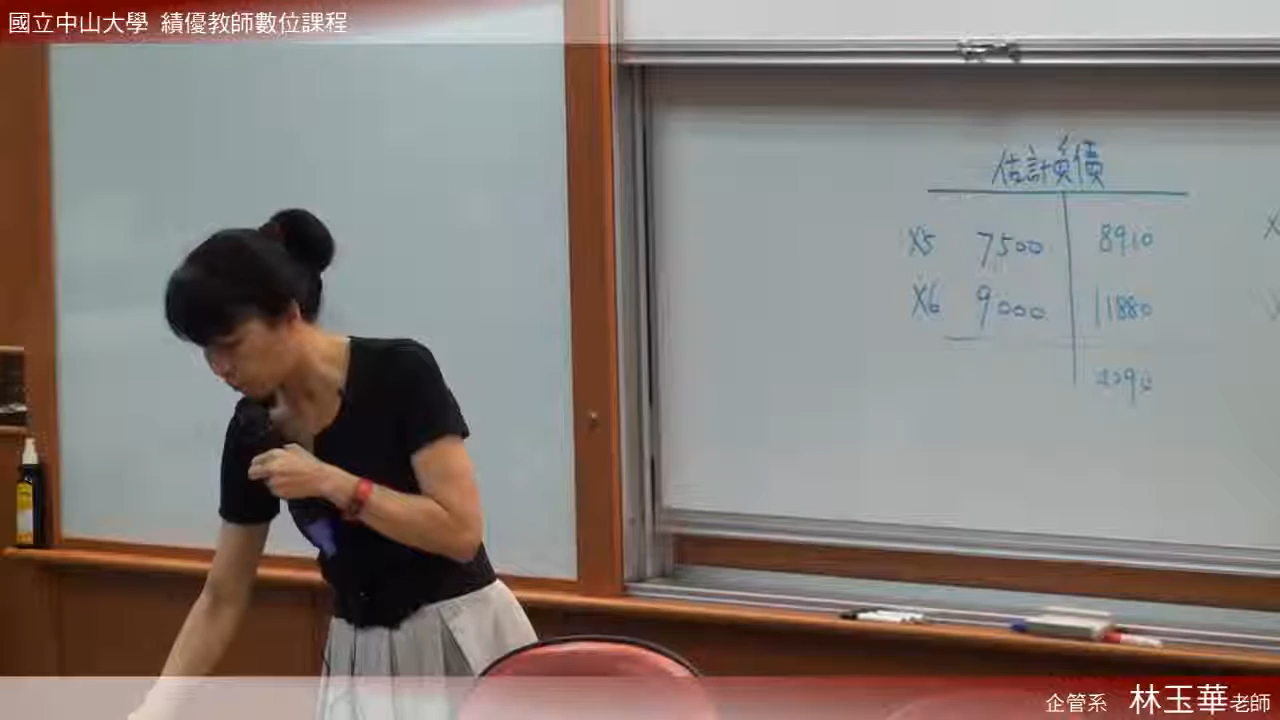 國立中山大學 績優教師數位課程
估計負債
X5 7500 8910
X6 9000 11880
企管系 林玉華老師